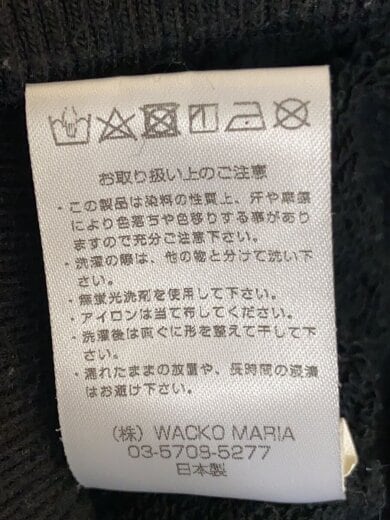 お取り扱い上のご注意
・この製品は染料の性質上、汗や摩擦
により色落ちや色移りする事があり
ますので充分ご注意下さい。
・洗濯の際は、他の物と分けて洗い下
さい。
・無蛍光洗剤を使用して下さい。
・アイロンは当て布してください。
・洗濯後は直ぐに形を整えて干して下
さい。
・濡れたままの放置や、長時間の浸漬
はお避け下さい。
(株) WACKO MARIA
03-5708-5277
日本製